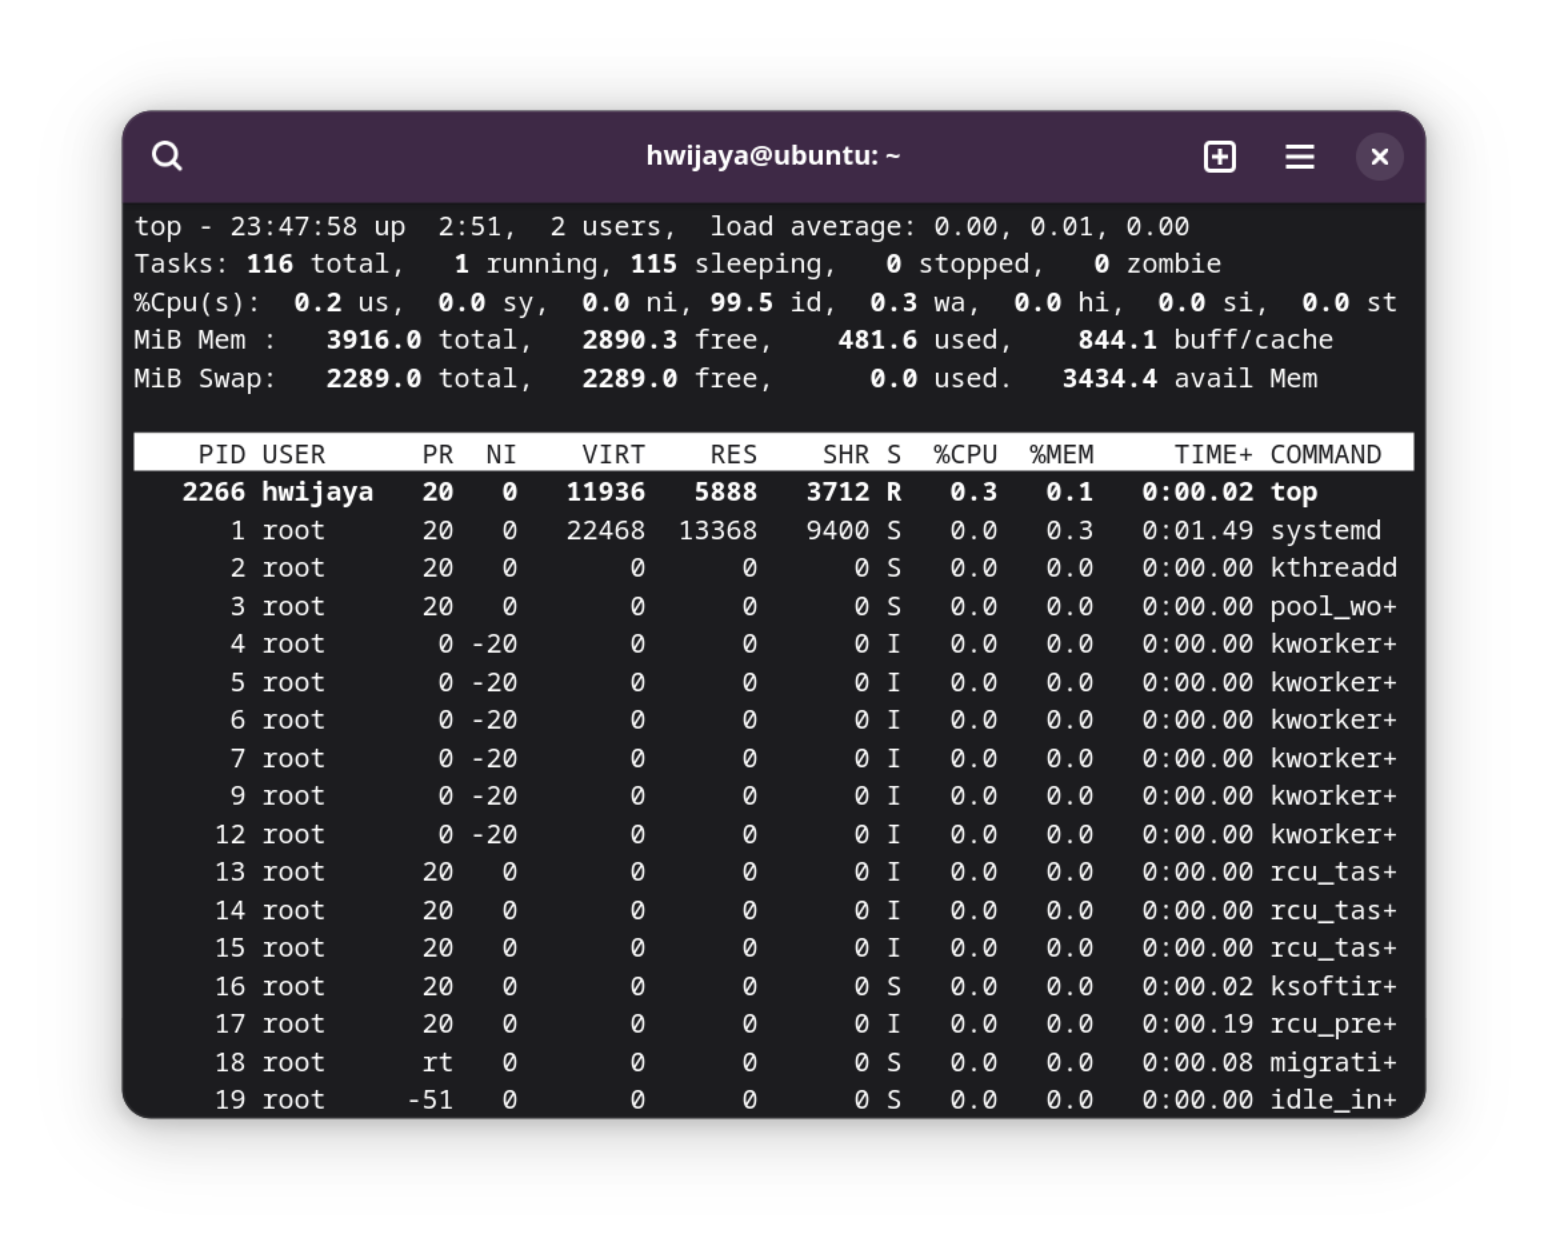 hwijaya@ubuntu: ~
top - 23:47:58 up  2:51,  2 users,  load average: 0.00, 0.01, 0.00
Tasks: 116 total,   1 running, 115 sleeping,   0 stopped,   0 zombie
%Cpu(s):  0.2 us,  0.0 sy,  0.0 ni, 99.5 id,  0.3 wa,  0.0 hi,  0.0 si,  0.0 st
MiB Mem :   3916.0 total,   2890.3 free,    481.6 used,    844.1 buff/cache
MiB Swap:   2289.0 total,   2289.0 free,      0.0 used.   3434.4 avail Mem
    PID USER      PR  NI    VIRT    RES    SHR S  %CPU  %MEM     TIME+ COMMAND
   2266 hwijaya   20   0   11936   5888   3712 R   0.3   0.1   0:00.02 top
      1 root      20   0   22468  13368   9400 S   0.0   0.3   0:01.49 systemd
      2 root      20   0       0      0      0 S   0.0   0.0   0:00.00 kthreadd
      3 root      20   0       0      0      0 S   0.0   0.0   0:00.00 pool_wo+
      4 root       0 -20       0      0      0 I   0.0   0.0   0:00.00 kworker+
      5 root       0 -20       0      0      0 I   0.0   0.0   0:00.00 kworker+
      6 root       0 -20       0      0      0 I   0.0   0.0   0:00.00 kworker+
      7 root       0 -20       0      0      0 I   0.0   0.0   0:00.00 kworker+
      9 root       0 -20       0      0      0 I   0.0   0.0   0:00.00 kworker+
     12 root       0 -20       0      0      0 I   0.0   0.0   0:00.00 kworker+
     13 root      20   0       0      0      0 I   0.0   0.0   0:00.00 rcu_tas+
     14 root      20   0       0      0      0 I   0.0   0.0   0:00.00 rcu_tas+
     15 root      20   0       0      0      0 I   0.0   0.0   0:00.00 rcu_tas+
     16 root      20   0       0      0      0 S   0.0   0.0   0:00.02 ksoftir+
     17 root      20   0       0      0      0 I   0.0   0.0   0:00.19 rcu_pre+
     18 root      rt   0       0      0      0 S   0.0   0.0   0:00.08 migrati+
     19 root     -51   0       0      0      0 S   0.0   0.0   0:00.00 idle_in+